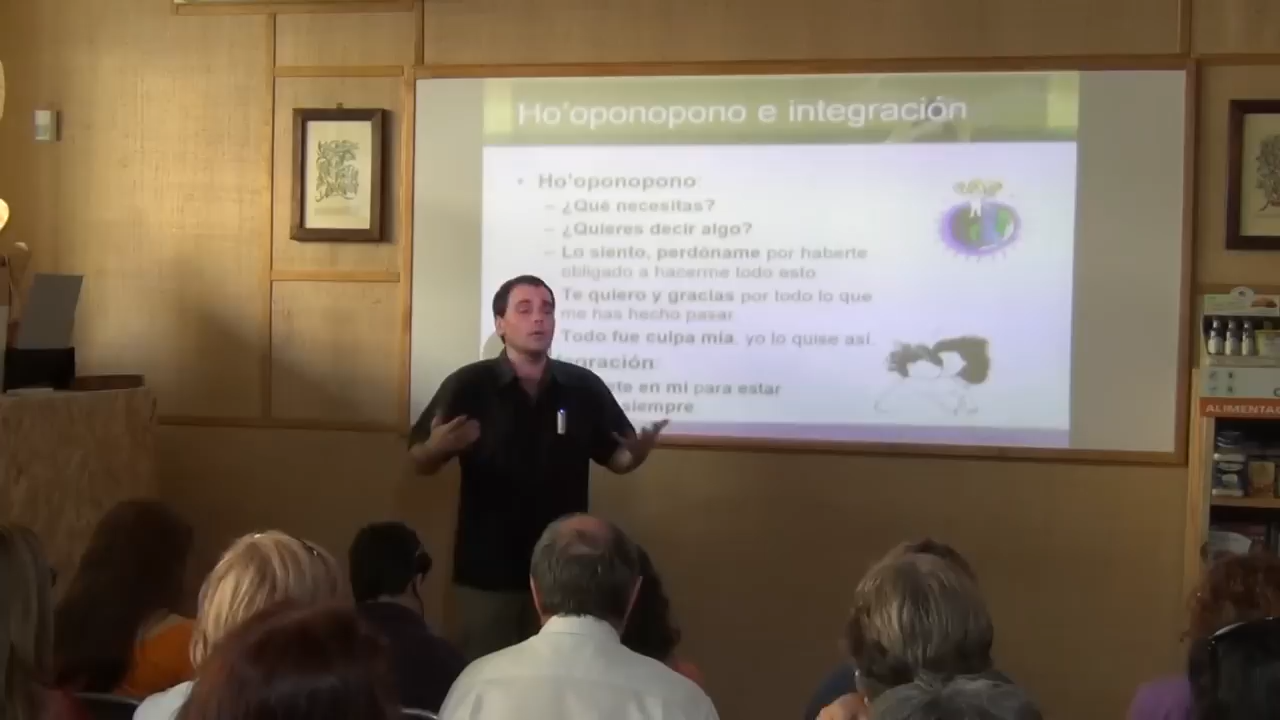 Ho'oponopono e integración
• Ho'oponopono:
– ¿Qué necesitas?
– ¿Quieres decir algo?
– Lo siento, perdóname por haberte
obligado a hacerme todo esto
Te quiero y gracias por todo lo que
me has hecho pasar
Todo fue culpa mía, yo lo quise así.
gración:
en mi para estar
siempre
ALIMENTAC